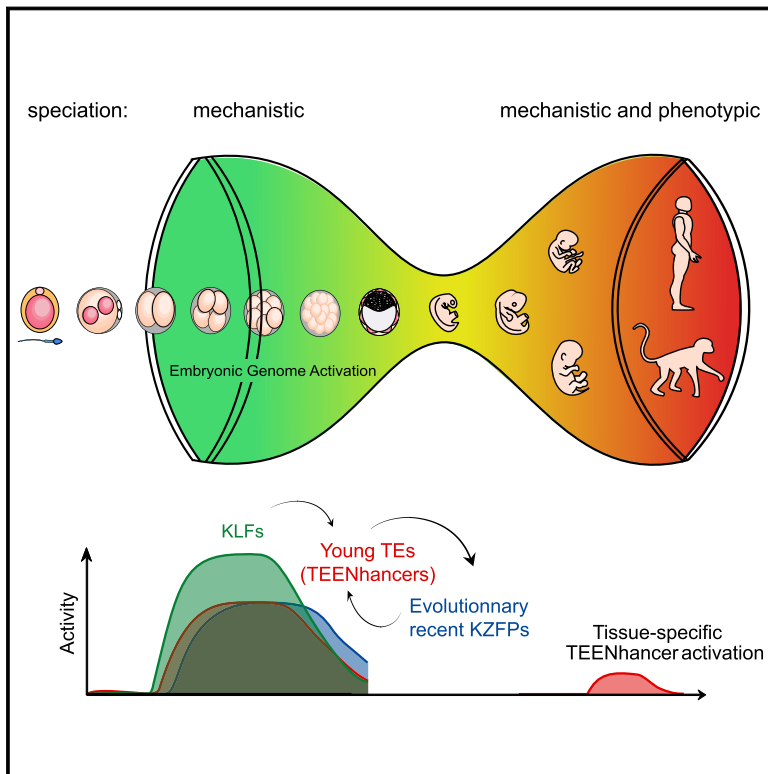 speciation:
mechanistic
mechanistic and phenotypic
Embryonic Genome Activation
KLFs
Young TEs
(TEENhancers)
Evolutionnary
recent KZFPs
Tissue-specific
TEENhancer activation
Activity